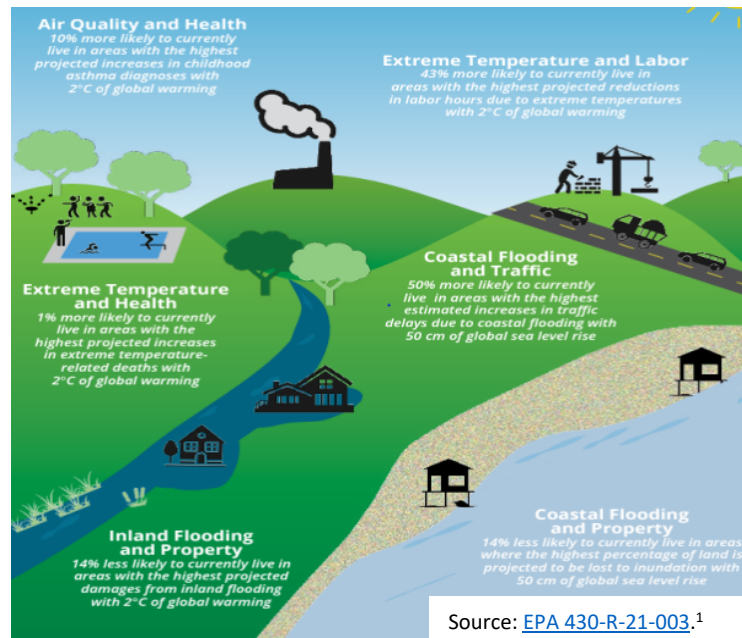 Air Quality and Health
10% more likely to currently
live in areas with the highest
projected increases in childhood
asthma diagnoses with
2°C of global warming
Extreme Temperature and Labor
43% more likely to currently live in
areas with the highest projected reductions
in labor hours due to extreme temperatures
with 2°C of global warming
Extreme Temperature
and Health
1% more likely to currently
live in areas with the
highest projected increases
in extreme temperature-
related deaths with
2°C of global warming
Coastal Flooding
and Traffic
50% more likely to currently
live in areas with the highest
estimated increases in traffic
delays due to coastal flooding with
50 cm of global sea level rise
Inland Flooding
and Property
14% less likely to currently live in
areas with the highest projected
damages from inland flooding
with 2°C of global warming
Coastal Flooding
and Property
14% less likely to currently live in areas
where the highest percentage of land is
projected to be lost to inundation with
50 cm of global sea level rise
Source: EPA 430-R-21-003.¹